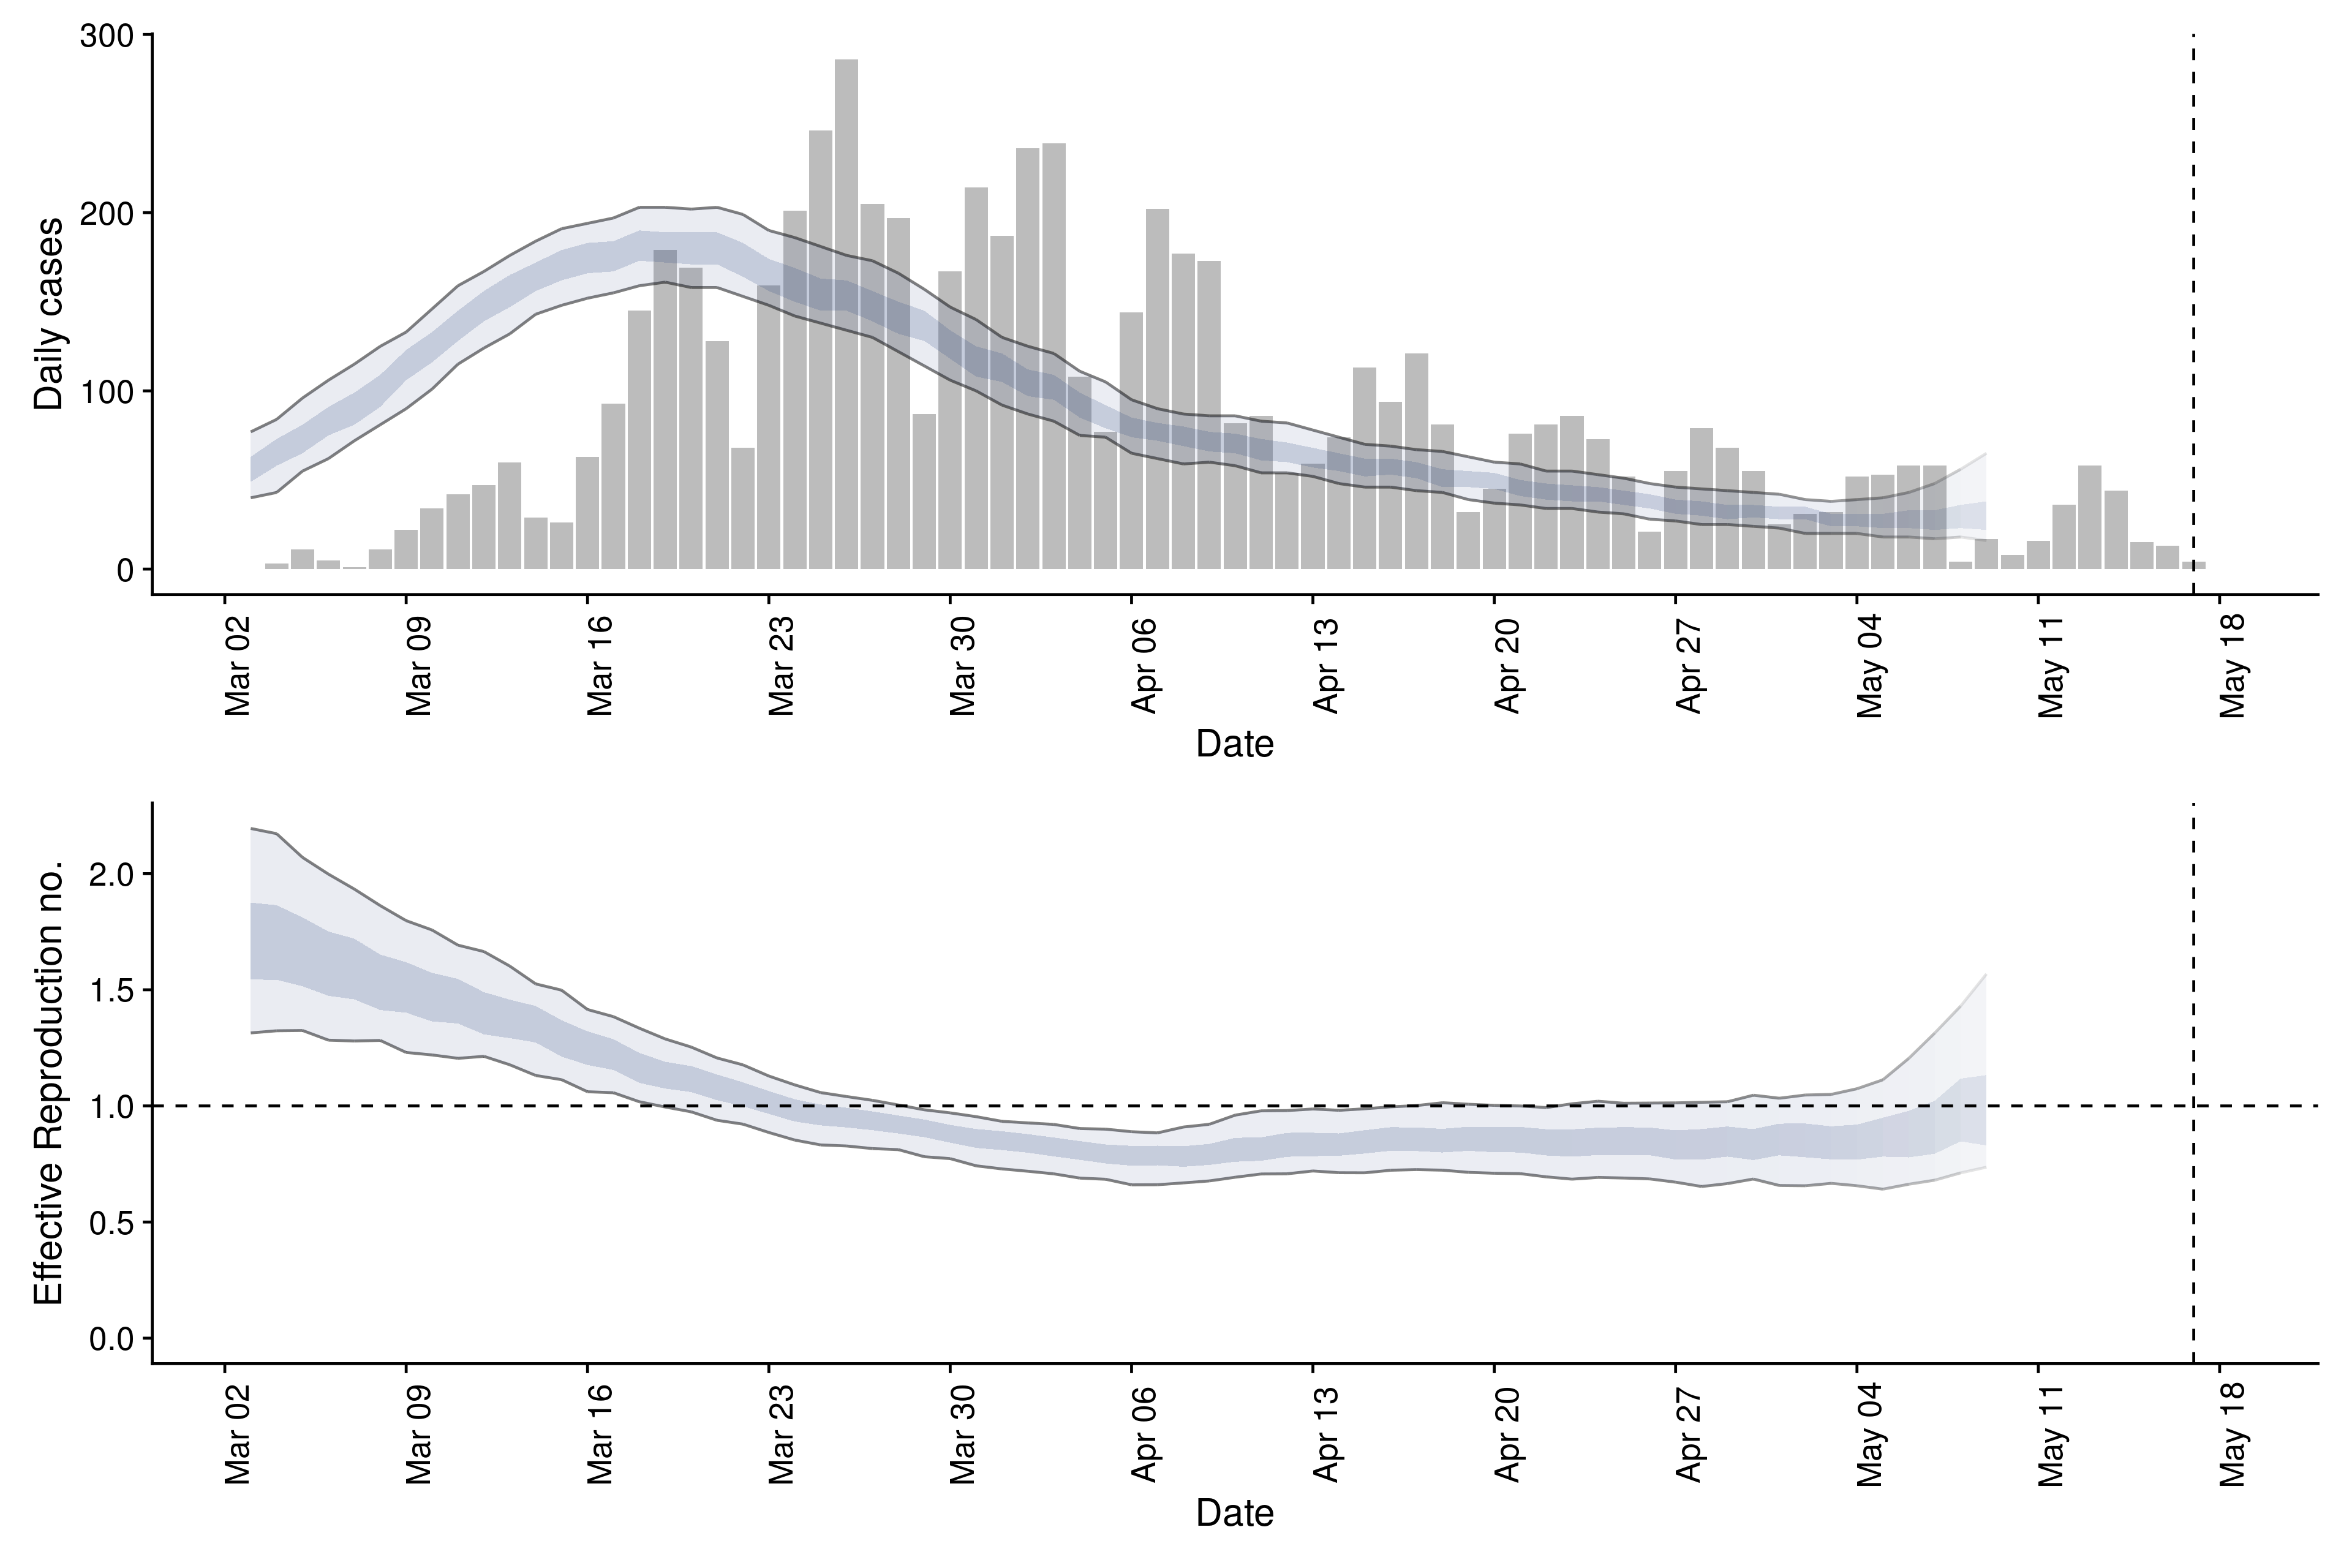 Daily cases
300
200
100
0
Mar 02
Mar 09
Mar 16
Mar 23
Mar 30
Apr 06
Apr 13
Apr 20
Apr 27
May 04
May 11
May 18
Date
Effective Reproduction no.
2.0
1.5
1.0
0.5
0.0
Mar 02
Mar 09
Mar 16
Mar 23
Mar 30
Apr 06
Apr 13
Apr 20
Apr 27
May 04
May 11
May 18
Date